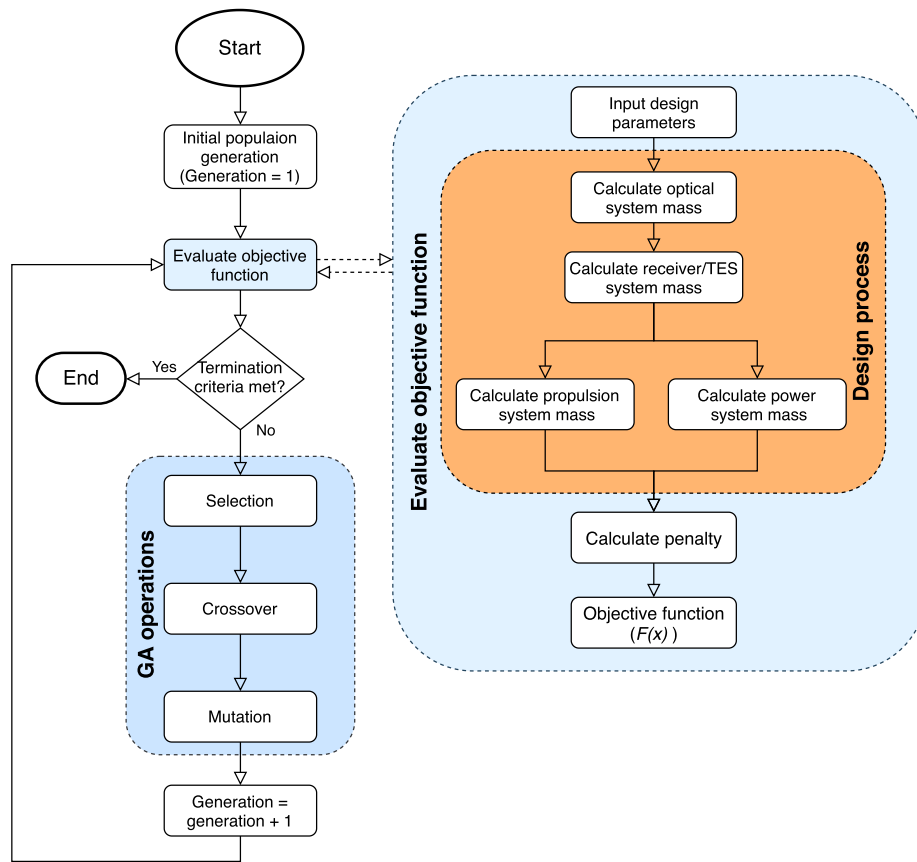 Start
Initial populaion
generation
(Generation = 1)
Evaluate objective
function
Termination
criteria met?
Yes
End
No
GA operations
Selection
Crossover
Mutation
Generation =
generation + 1
Evaluate objective function
Input design
parameters
Design process
Calculate optical
system mass
Calculate receiver/TES
system mass
Calculate propulsion
system mass
Calculate power
system mass
Calculate penalty
Objective function
(F(x) )